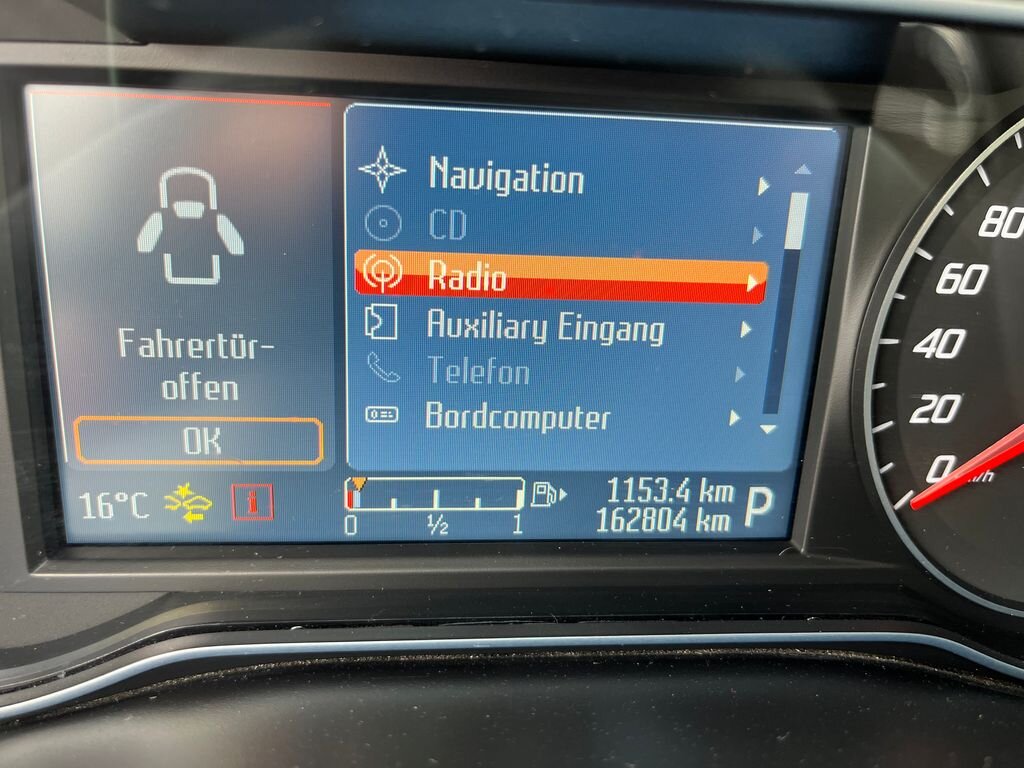 Navigation
CD
Radio
Auxiliary Eingang
Telefon
Bordcomputer
Fahrertür-
offen
OK
16°C
i
0 ½ 1
1153.4 km
162804 km
P
80
60
40
20
0
km/h